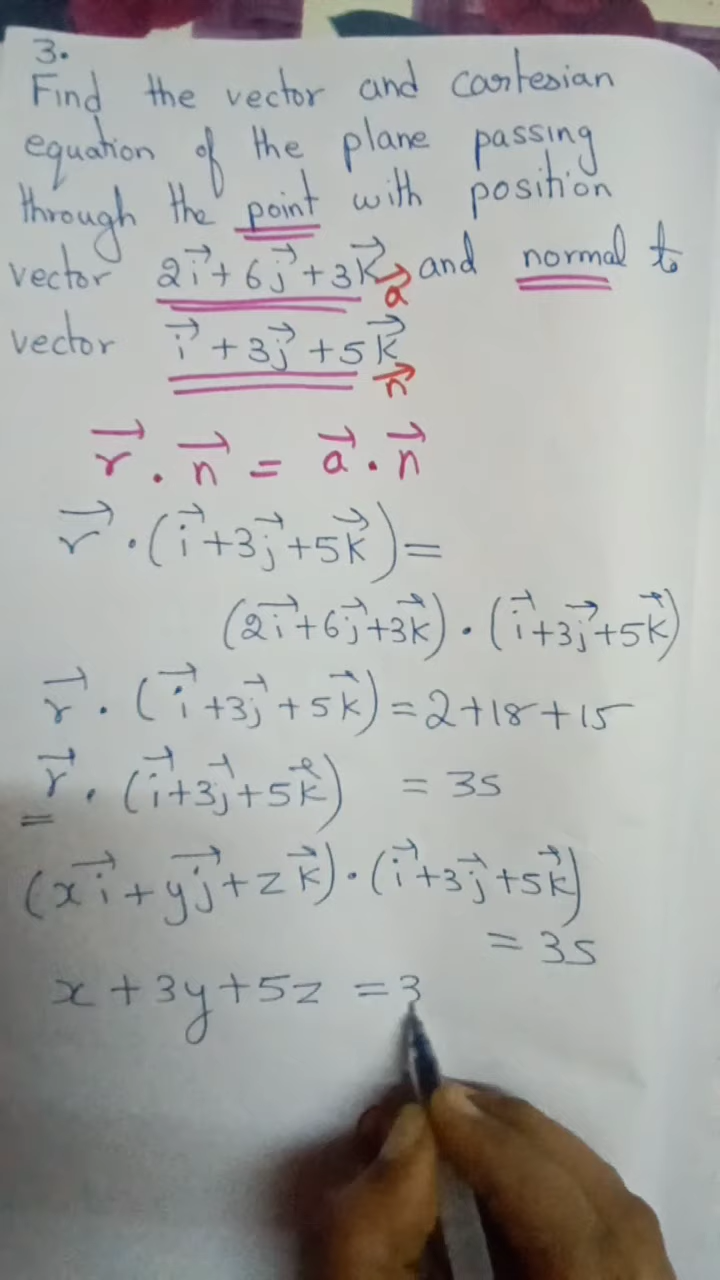 3.
Find the vector and cartesian
equation of the plane passing
through the point with position
vector 2i⃗ + 6j⃗ + 3k⃗ a⃗ and normal to
vector i⃗ + 3j⃗ + 5k⃗ n⃗
r⃗ . n⃗ = a⃗ . n⃗
r⃗ . (i⃗ + 3j⃗ + 5k⃗) =
(2i⃗ + 6j⃗ + 3k⃗) . (i⃗ + 3j⃗ + 5k⃗)
r⃗ . (i⃗ + 3j⃗ + 5k⃗) = 2 + 18 + 15
r⃗ . (i⃗ + 3j⃗ + 5k⃗) = 35
(xi⃗ + yj⃗ + zk⃗) . (i⃗ + 3j⃗ + 5k⃗)
= 35
x + 3y + 5z = 3